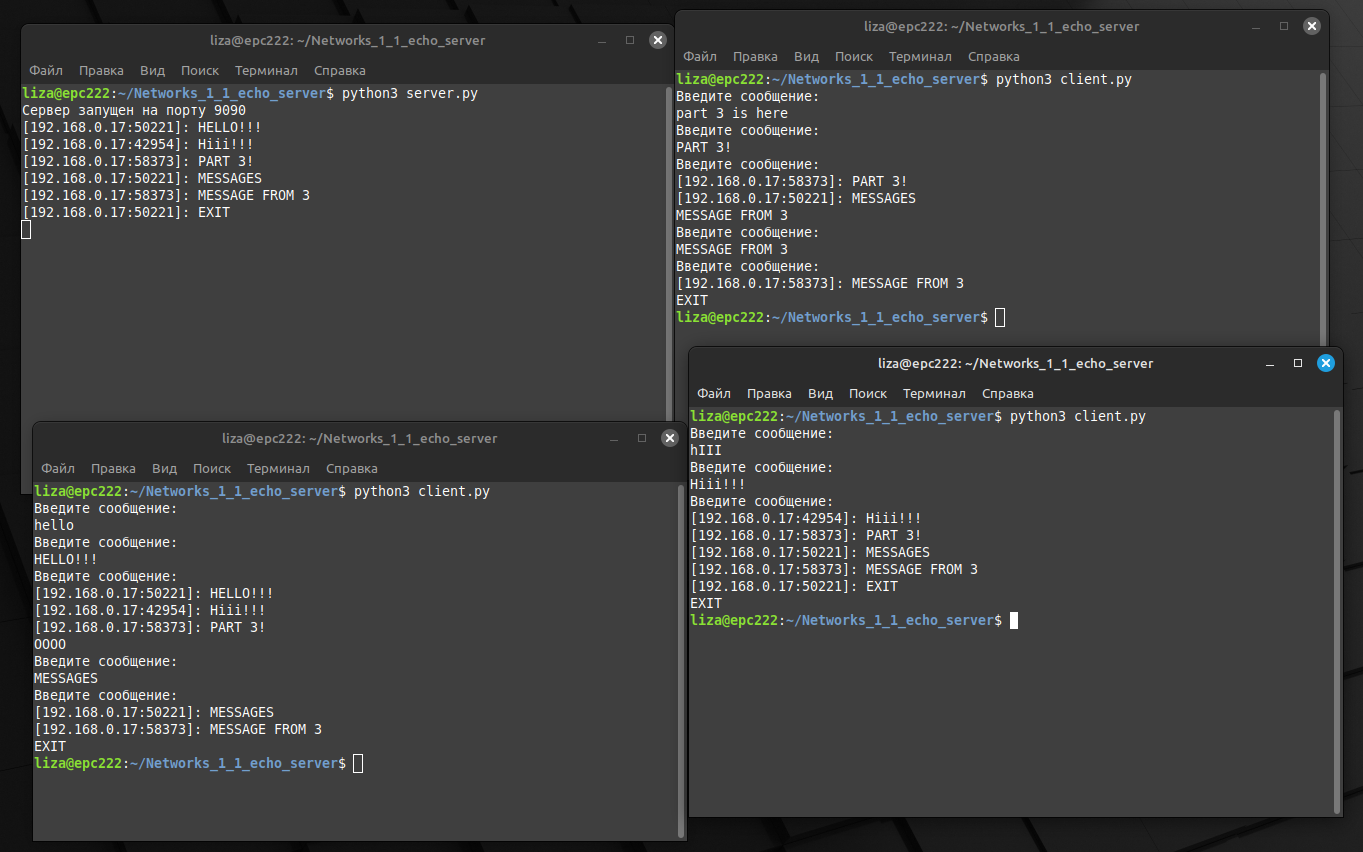 liza@epc222: ~/Networks_1_1_echo_server
Файл Правка Вид Поиск Терминал Справка
liza@epc222:~/Networks_1_1_echo_server$ python3 server.py
Сервер запущен на порту 9090
[192.168.0.17:50221]: HELLO!!!
[192.168.0.17:42954]: Hiii!!!
[192.168.0.17:58373]: PART 3!
[192.168.0.17:50221]: MESSAGES
[192.168.0.17:58373]: MESSAGE FROM 3
[192.168.0.17:50221]: EXIT
liza@epc222: ~/Networks_1_1_echo_server
Файл Правка Вид Поиск Терминал Справка
liza@epc222:~/Networks_1_1_echo_server$ python3 client.py
Введите сообщение:
part 3 is here
Введите сообщение:
PART 3!
Введите сообщение:
[192.168.0.17:58373]: PART 3!
[192.168.0.17:50221]: MESSAGES
MESSAGE FROM 3
Введите сообщение:
MESSAGE FROM 3
Введите сообщение:
[192.168.0.17:58373]: MESSAGE FROM 3
EXIT
liza@epc222:~/Networks_1_1_echo_server$
liza@epc222: ~/Networks_1_1_echo_server
Файл Правка Вид Поиск Терминал Справка
liza@epc222:~/Networks_1_1_echo_server$ python3 client.py
Введите сообщение:
hello
Введите сообщение:
HELLO!!!
Введите сообщение:
[192.168.0.17:50221]: HELLO!!!
[192.168.0.17:42954]: Hiii!!!
[192.168.0.17:58373]: PART 3!
OOOO
Введите сообщение:
MESSAGES
Введите сообщение:
[192.168.0.17:50221]: MESSAGES
[192.168.0.17:58373]: MESSAGE FROM 3
EXIT
liza@epc222:~/Networks_1_1_echo_server$
liza@epc222: ~/Networks_1_1_echo_server
Файл Правка Вид Поиск Терминал Справка
liza@epc222:~/Networks_1_1_echo_server$ python3 client.py
Введите сообщение:
hIII
Введите сообщение:
Hiii!!!
Введите сообщение:
[192.168.0.17:42954]: Hiii!!!
[192.168.0.17:58373]: PART 3!
[192.168.0.17:50221]: MESSAGES
[192.168.0.17:58373]: MESSAGE FROM 3
[192.168.0.17:50221]: EXIT
EXIT
liza@epc222:~/Networks_1_1_echo_server$